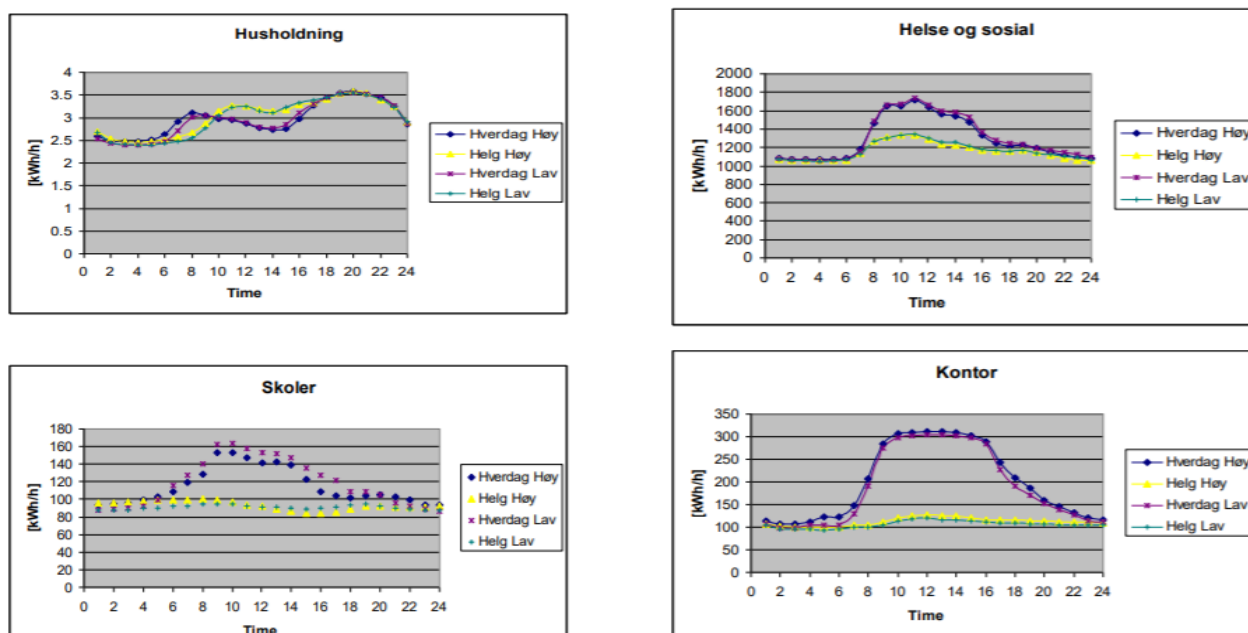 Husholdning
4
3.5
3
2.5
2
1.5
1
0.5
0
[kWh/h]
0 2 4 6 8 10 12 14 16 18 20 22 24
Time
Hverdag Høy
Helg Høy
Hverdag Lav
Helg Lav
Helse og sosial
2000
1800
1600
1400
1200
1000
800
600
400
200
0
[kWh/h]
0 2 4 6 8 10 12 14 16 18 20 22 24
Time
Hverdag Høy
Helg Høy
Hverdag Lav
Helg Lav
Skoler
180
160
140
120
100
80
60
40
20
0
[kWh/h]
0 2 4 6 8 10 12 14 16 18 20 22 24
Time
Hverdag Høy
Helg Høy
Hverdag Lav
Helg Lav
Kontor
350
300
250
200
150
100
50
0
[kWh/h]
0 2 4 6 8 10 12 14 16 18 20 22 24
Time
Hverdag Høy
Helg Høy
Hverdag Lav
Helg Lav